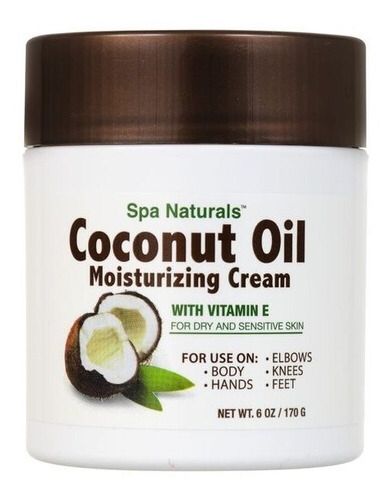 Spa Naturals™
Coconut Oil
Moisturizing Cream
WITH VITAMIN E
FOR DRY AND SENSITIVE SKIN
FOR USE ON: • ELBOWS
• BODY • KNEES
• HANDS • FEET
NET WT. 6 OZ / 170 G